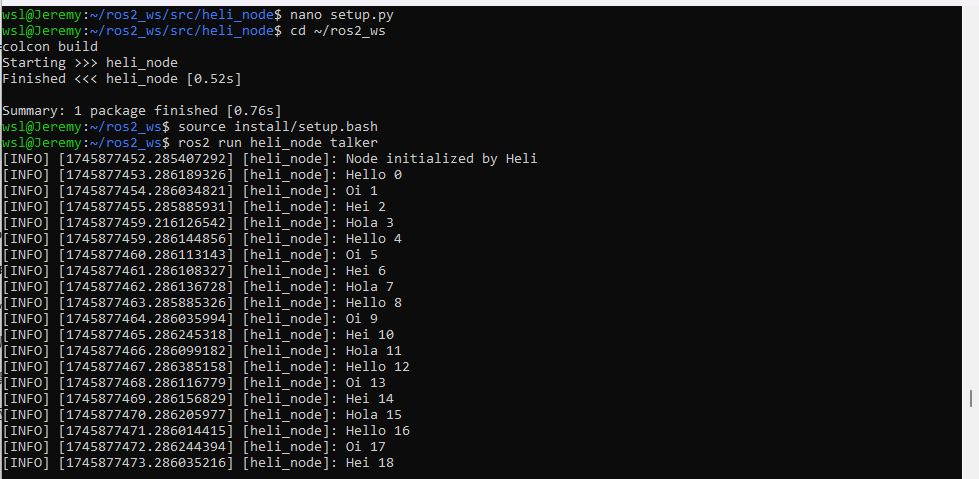 wsl@Jeremy:~/ros2_ws/src/heli_node$ nano setup.py
wsl@Jeremy:~/ros2_ws/src/heli_node$ cd ~/ros2_ws
colcon build
Starting >>> heli_node
Finished <<< heli_node [0.52s]
Summary: 1 package finished [0.76s]
wsl@Jeremy:~/ros2_ws$ source install/setup.bash
wsl@Jeremy:~/ros2_ws$ ros2 run heli_node talker
[INFO] [1745877452.285407292] [heli_node]: Node initialized by Heli
[INFO] [1745877453.286189326] [heli_node]: Hello 0
[INFO] [1745877454.286034821] [heli_node]: Oi 1
[INFO] [1745877455.285885931] [heli_node]: Hei 2
[INFO] [1745877459.216126542] [heli_node]: Hola 3
[INFO] [1745877459.286144856] [heli_node]: Hello 4
[INFO] [1745877460.286113143] [heli_node]: Oi 5
[INFO] [1745877461.286108327] [heli_node]: Hei 6
[INFO] [1745877462.286136728] [heli_node]: Hola 7
[INFO] [1745877463.285885326] [heli_node]: Hello 8
[INFO] [1745877464.286035994] [heli_node]: Oi 9
[INFO] [1745877465.286245318] [heli_node]: Hei 10
[INFO] [1745877466.286099182] [heli_node]: Hola 11
[INFO] [1745877467.286385158] [heli_node]: Hello 12
[INFO] [1745877468.286116779] [heli_node]: Oi 13
[INFO] [1745877469.286156829] [heli_node]: Hei 14
[INFO] [1745877470.286205977] [heli_node]: Hola 15
[INFO] [1745877471.286014415] [heli_node]: Hello 16
[INFO] [1745877472.286244394] [heli_node]: Oi 17
[INFO] [1745877473.286035216] [heli_node]: Hei 18